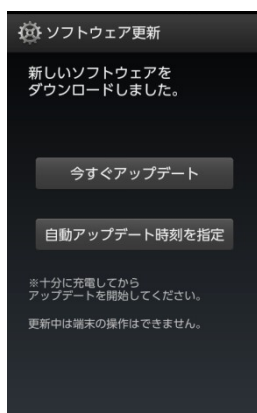 ソフトウェア更新
新しいソフトウェアを
ダウンロードしました。
今すぐアップデート
自動アップデート時刻を指定
※十分に充電してから
アップデートを開始してください。
更新中は端末の操作はできません。